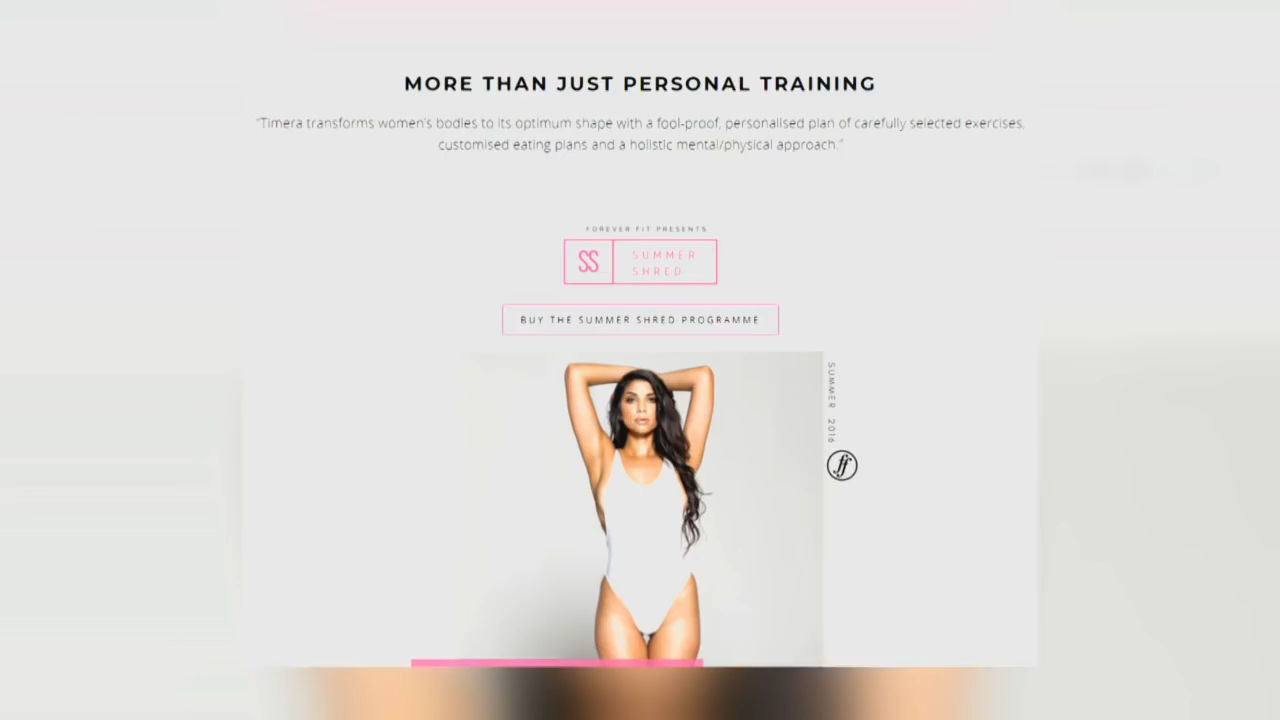 MORE THAN JUST PERSONAL TRAINING
"Timera transforms women's bodies to its optimum shape with a fool-proof, personalised plan of carefully selected exercises,
customised eating plans and a holistic mental/physical approach."
FOREVER FIT PRESENTS
SS SUMMER
SHRED
BUY THE SUMMER SHRED PROGRAMME
SUMMER 2016
ff